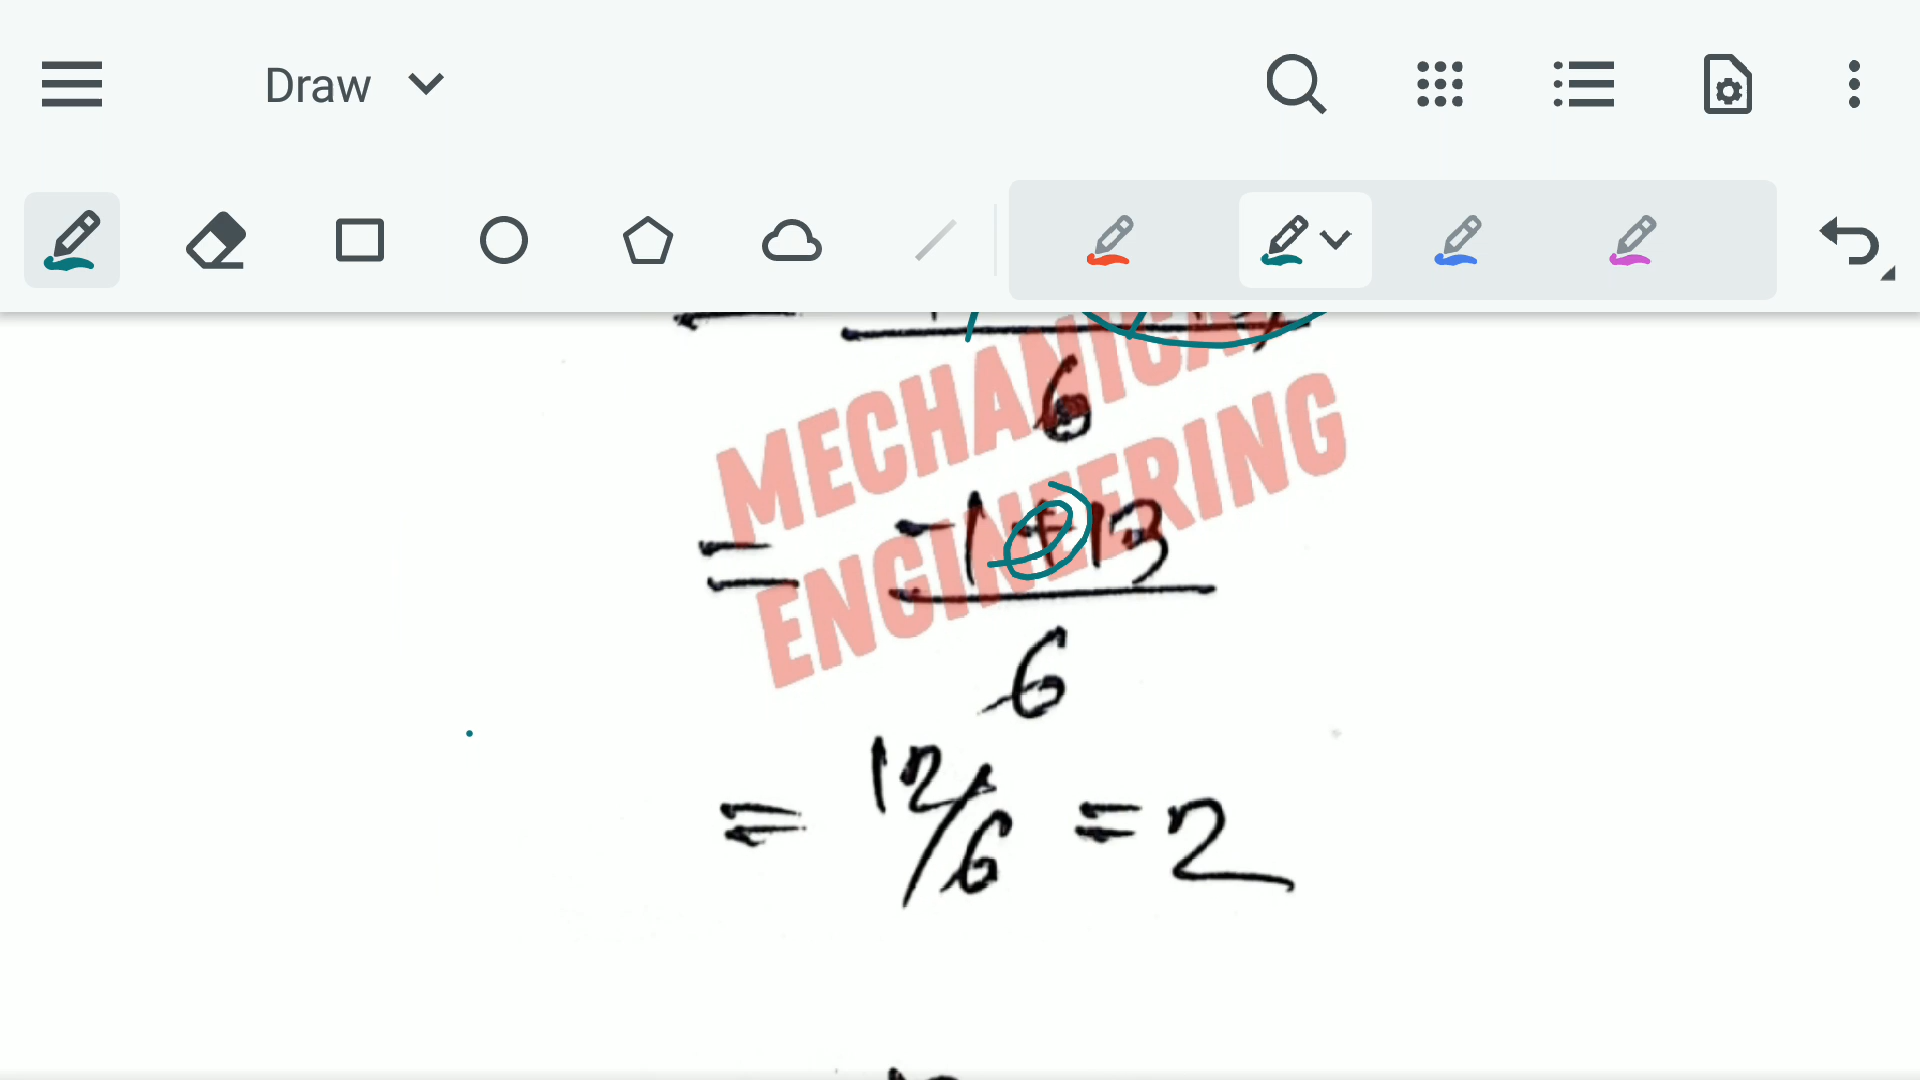 Draw
6
MECHANICAL
ENGINEERING
= -1+13
6
= 12/6 = 2